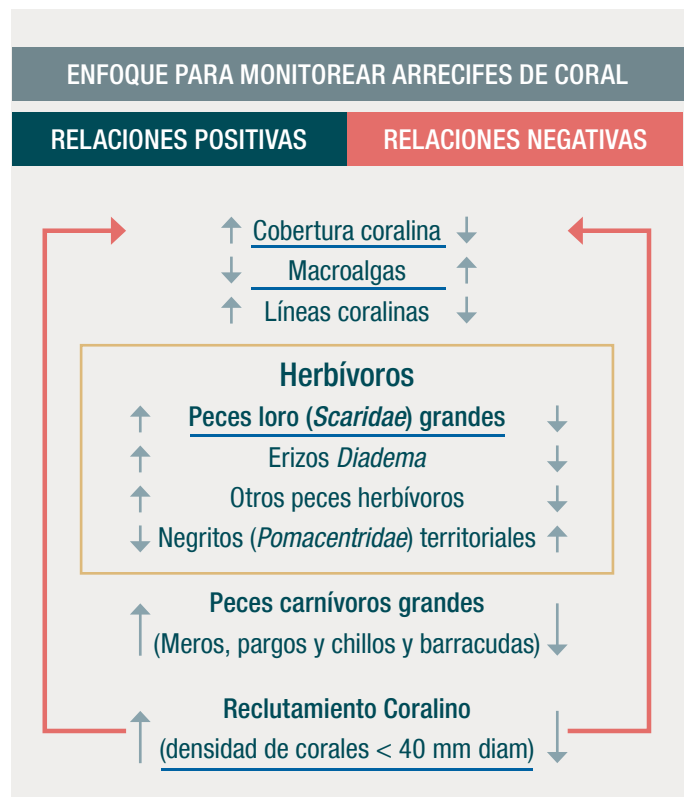 ENFOQUE PARA MONITOREAR ARRECIFES DE CORAL
RELACIONES POSITIVAS
RELACIONES NEGATIVAS
Cobertura coralina
Macroalgas
Líneas coralinas
Herbívoros
Peces loro (Scaridae) grandes
Erizos Diadema
Otros peces herbívoros
Negritos (Pomacentridae) territoriales
Peces carnívoros grandes
(Meros, pargos y chillos y barracudas)
Reclutamiento Coralino
(densidad de corales < 40 mm diam)